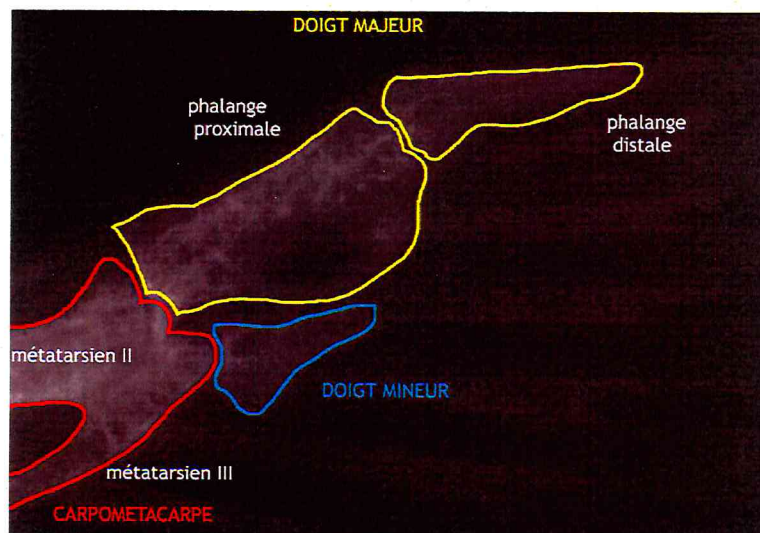 DOIGT MAJEUR
phalange
proximale
phalange
distale
métatarsien II
DOIGT MINEUR
métatarsien III
CARPOMETACARPE